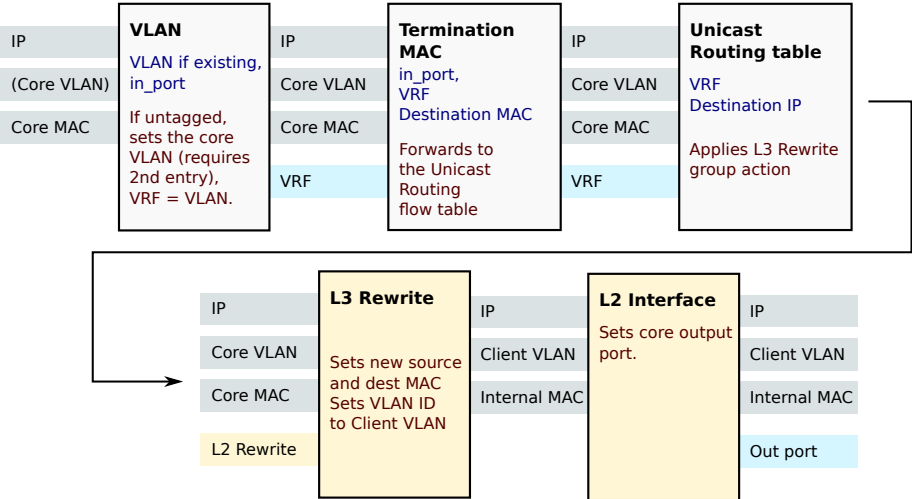 IP
(Core VLAN)
Core MAC
VLAN
VLAN if existing,
in_port
If untagged,
sets the core
VLAN (requires
2nd entry),
VRF = VLAN.
IP
Core VLAN
Core MAC
VRF
Termination
MAC
in_port,
VRF
Destination MAC
Forwards to
the Unicast
Routing
flow table
IP
Core VLAN
Core MAC
VRF
Unicast
Routing table
VRF
Destination IP
Applies L3 Rewrite
group action
IP
Core VLAN
Core MAC
L2 Rewrite
L3 Rewrite
Sets new source
and dest MAC
Sets VLAN ID
to Client VLAN
IP
Client VLAN
Internal MAC
L2 Interface
Sets core output
port.
IP
Client VLAN
Internal MAC
Out port